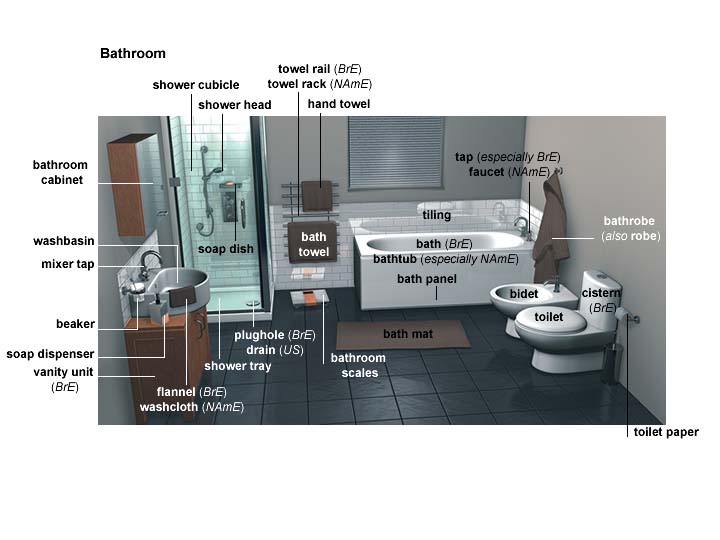 Bathroom
towel rail (BrE)
towel rack (NAmE)
shower cubicle
shower head
hand towel
bathroom
cabinet
tap (especially BrE)
faucet (NAmE)
tiling
bathrobe
(also robe)
washbasin
mixer tap
soap dish
bath
towel
bath (BrE)
bathtub (especially NAmE)
bath panel
bidet
cistern
(BrE)
toilet
beaker
soap dispenser
vanity unit
(BrE)
plughole (BrE)
drain (US)
shower tray
bath mat
bathroom
scales
flannel (BrE)
washcloth (NAmE)
toilet paper